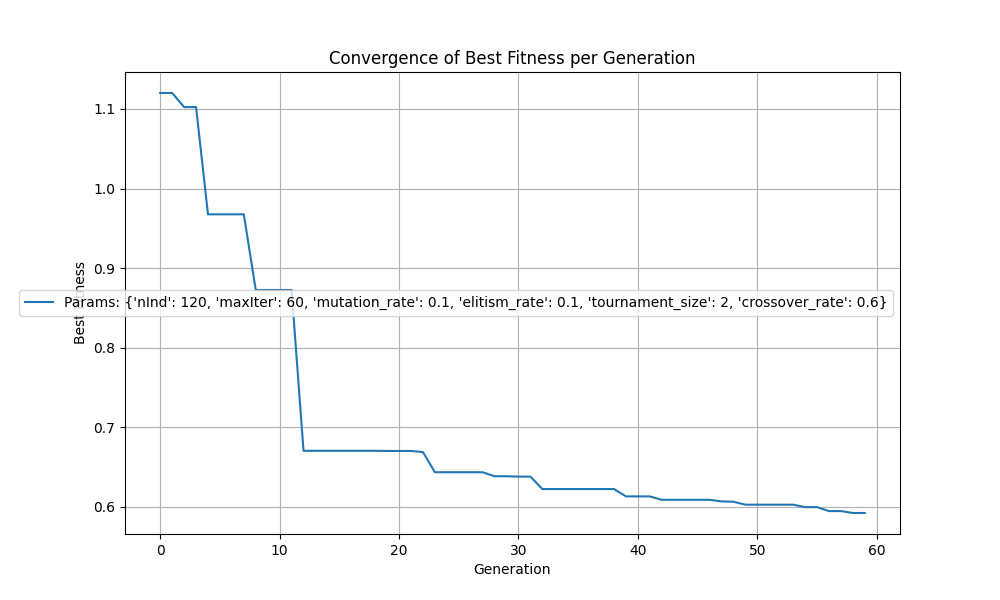 Convergence of Best Fitness per Generation
1.1
1.0
0.9
0.8
0.7
0.6
Best Fitness
Params: {'nInd': 120, 'maxIter': 60, 'mutation_rate': 0.1, 'elitism_rate': 0.1, 'tournament_size': 2, 'crossover_rate': 0.6}
0 10 20 30 40 50 60
Generation